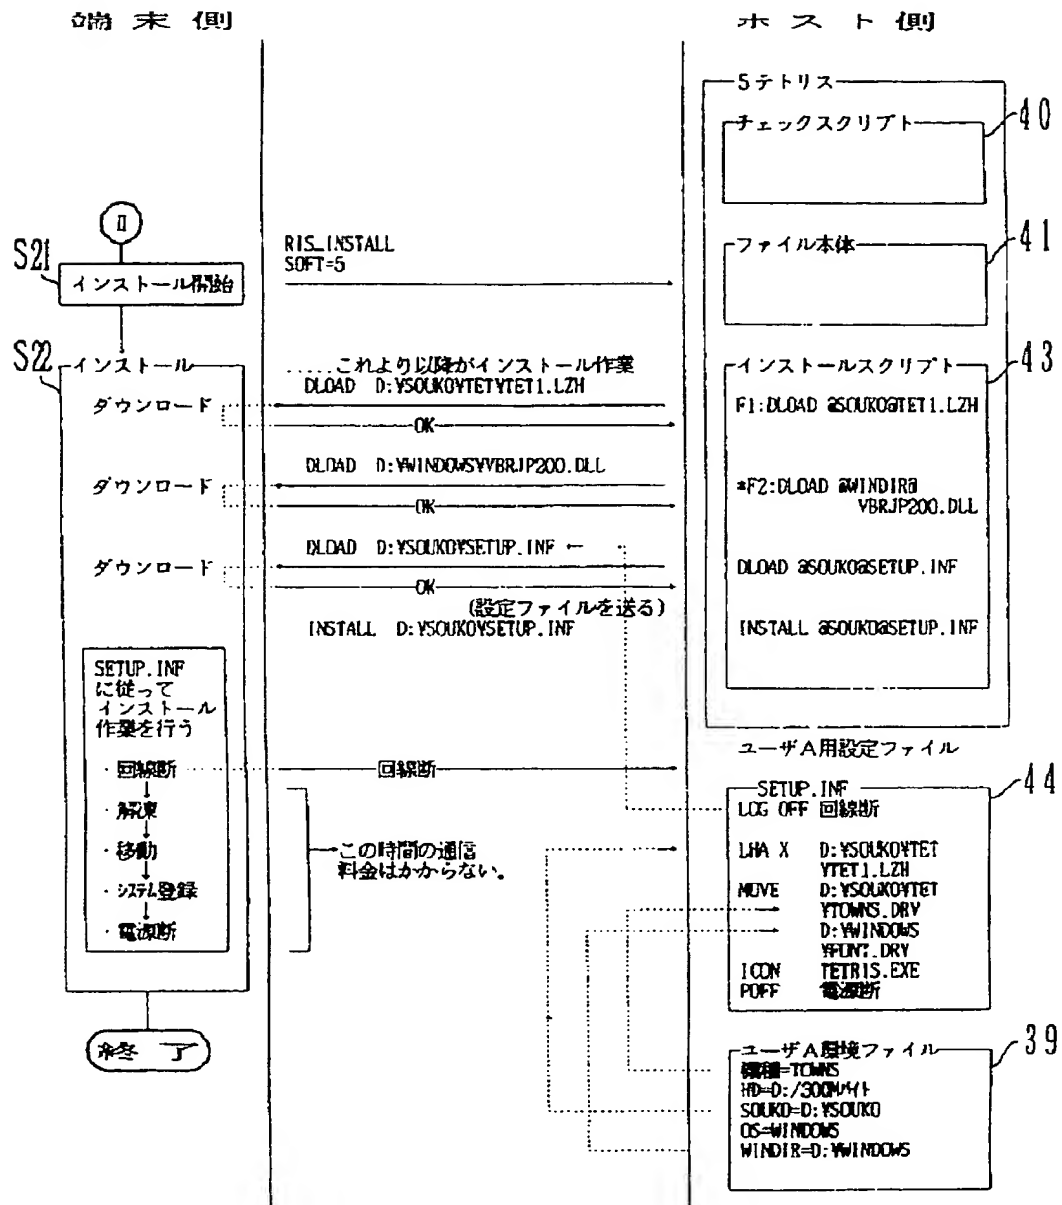 端末側
ホスト側
5テトリス
チェックスクリプト
40
ファイル本体
41
S21
インストール開始
RIS_INSTALL
SOFT=5
S22
インストール
.....これより以降がインストール作業
インストールスクリプト
43
ダウンロード
DLOAD D:¥SOUKO¥TET¥TET1.LZH
OK
F1:DLOAD @SOUKO@TET1.LZH
ダウンロード
DLOAD D:¥WINDOWS¥VBRJP200.DLL
OK
*F2:DLOAD @WINDIR@
¥BRJP200.DLL
ダウンロード
DLOAD D:¥SOUKO¥SETUP.INF ←
OK
DLOAD @SOUKO@SETUP.INF
(設定ファイルを送る)
INSTALL D:¥SOUKO¥SETUP.INF
INSTALL @SOUKO@SETUP.INF
SETUP.INF
に従って
インストール
作業を行う
・回線断
回線断
・解凍
・移動
・システム登録
・電源断
この時間の通信
料金はかからない。
終了
ユーザA用設定ファイル
44
SETUP.INF
LOG OFF 回線断
LHA X D:¥SOUKO¥TET
¥TET1.LZH
MOVE D:¥SOUKO¥TET
¥TOWNS.DRV
D:¥WINDOWS
¥FONT.DRV
ICON TETRIS.EXE
POFF 電源断
ユーザA環境ファイル
39
機種=TOWNS
HD=D:/300Mバイト
SOUKO=D:¥SOUKO
OS=WINDOWS
WINDIR=D:¥WINDOWS